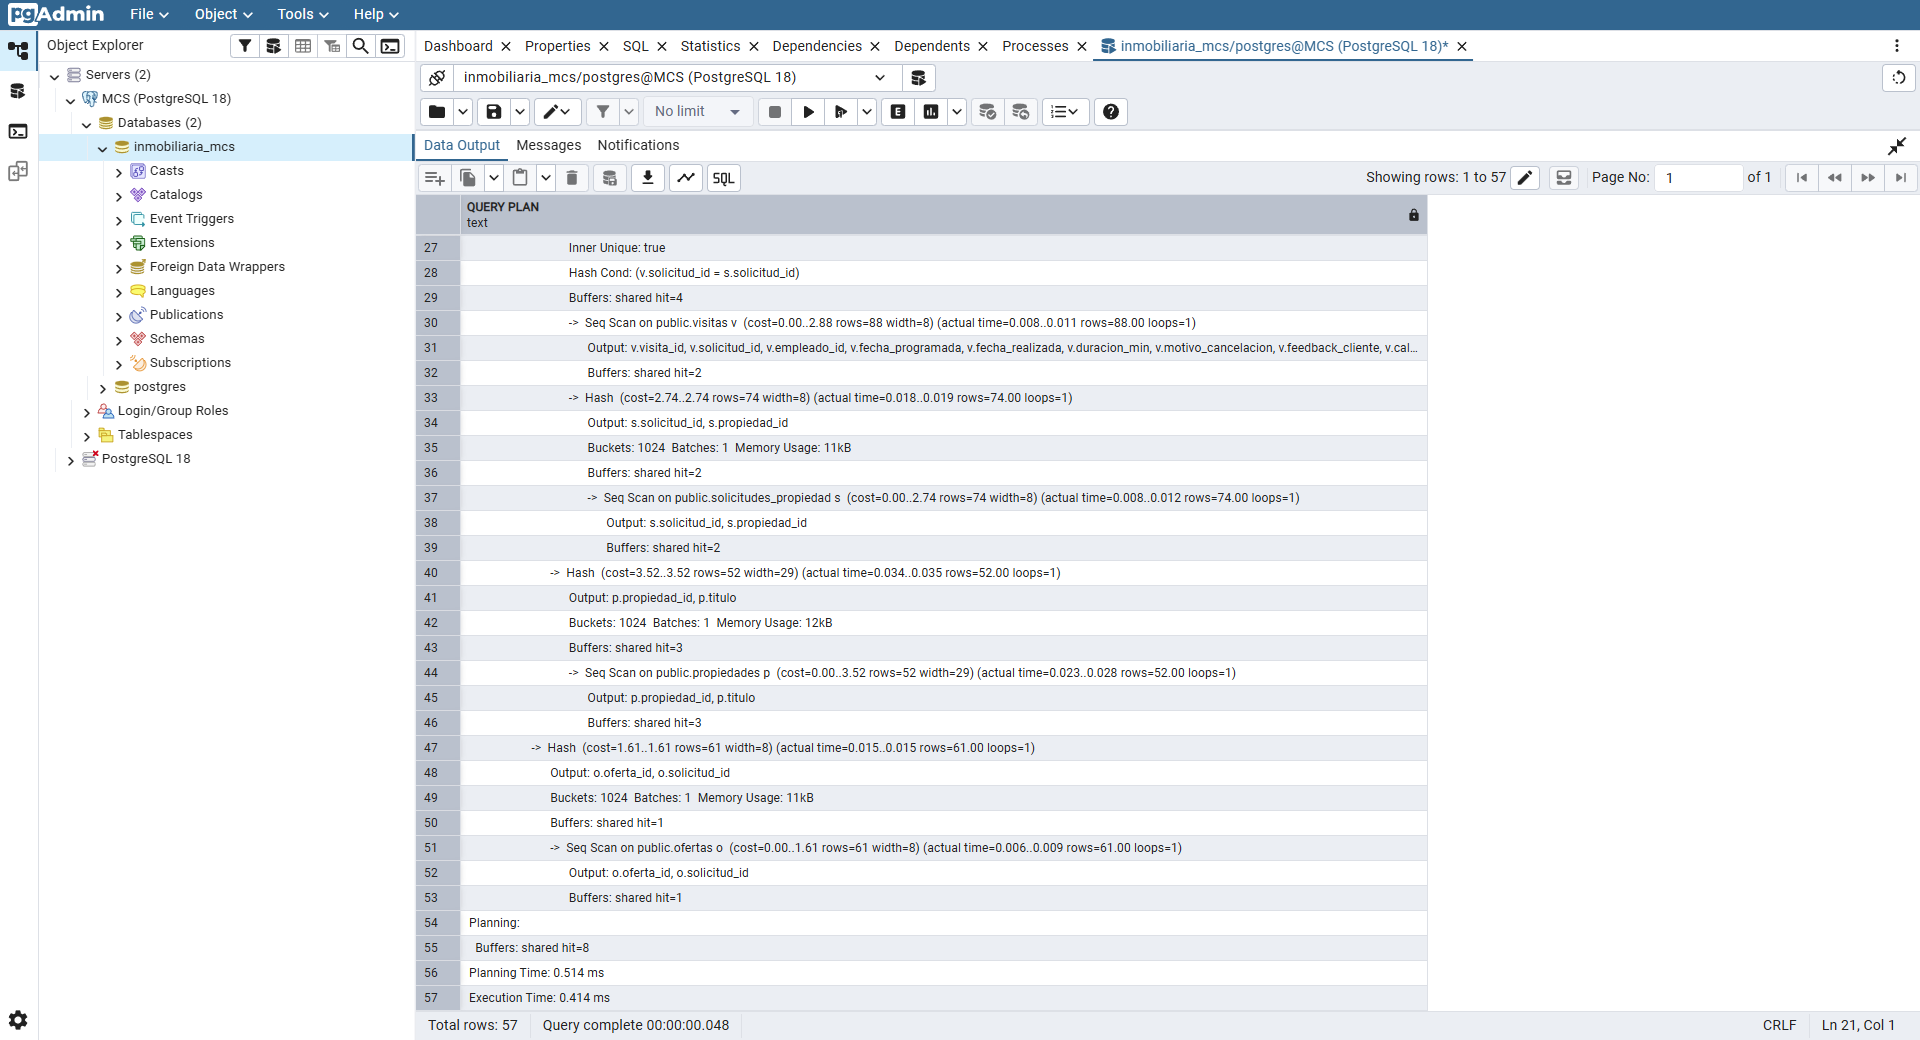 pgAdmin File Object Tools Help
Object Explorer
Dashboard Properties SQL Statistics Dependencies Dependents Processes inmobiliaria_mcs/postgres@MCS (PostgreSQL 18)*
Servers (2)
MCS (PostgreSQL 18)
Databases (2)
inmobiliaria_mcs
Casts
Catalogs
Event Triggers
Extensions
Foreign Data Wrappers
Languages
Publications
Schemas
Subscriptions
postgres
Login/Group Roles
Tablespaces
PostgreSQL 18
inmobiliaria_mcs/postgres@MCS (PostgreSQL 18)
No limit
E
Data Output Messages Notifications
SQL
Showing rows: 1 to 57 Page No: 1 of 1
QUERY PLAN
text
27 Inner Unique: true
28 Hash Cond: (v.solicitud_id = s.solicitud_id)
29 Buffers: shared hit=4
30 -> Seq Scan on public.visitas v (cost=0.00..2.88 rows=88 width=8) (actual time=0.008..0.011 rows=88.00 loops=1)
31 Output: v.visita_id, v.solicitud_id, v.empleado_id, v.fecha_programada, v.fecha_realizada, v.duracion_min, v.motivo_cancelacion, v.feedback_cliente, v.cal...
32 Buffers: shared hit=2
33 -> Hash (cost=2.74..2.74 rows=74 width=8) (actual time=0.018..0.019 rows=74.00 loops=1)
34 Output: s.solicitud_id, s.propiedad_id
35 Buckets: 1024 Batches: 1 Memory Usage: 11kB
36 Buffers: shared hit=2
37 -> Seq Scan on public.solicitudes_propiedad s (cost=0.00..2.74 rows=74 width=8) (actual time=0.008..0.012 rows=74.00 loops=1)
38 Output: s.solicitud_id, s.propiedad_id
39 Buffers: shared hit=2
40 -> Hash (cost=3.52..3.52 rows=52 width=29) (actual time=0.034..0.035 rows=52.00 loops=1)
41 Output: p.propiedad_id, p.titulo
42 Buckets: 1024 Batches: 1 Memory Usage: 12kB
43 Buffers: shared hit=3
44 -> Seq Scan on public.propiedades p (cost=0.00..3.52 rows=52 width=29) (actual time=0.023..0.028 rows=52.00 loops=1)
45 Output: p.propiedad_id, p.titulo
46 Buffers: shared hit=3
47 -> Hash (cost=1.61..1.61 rows=61 width=8) (actual time=0.015..0.015 rows=61.00 loops=1)
48 Output: o.oferta_id, o.solicitud_id
49 Buckets: 1024 Batches: 1 Memory Usage: 11kB
50 Buffers: shared hit=1
51 -> Seq Scan on public.ofertas o (cost=0.00..1.61 rows=61 width=8) (actual time=0.006..0.009 rows=61.00 loops=1)
52 Output: o.oferta_id, o.solicitud_id
53 Buffers: shared hit=1
54 Planning:
55 Buffers: shared hit=8
56 Planning Time: 0.514 ms
57 Execution Time: 0.414 ms
Total rows: 57 Query complete 00:00:00.048 CRLF Ln 21, Col 1